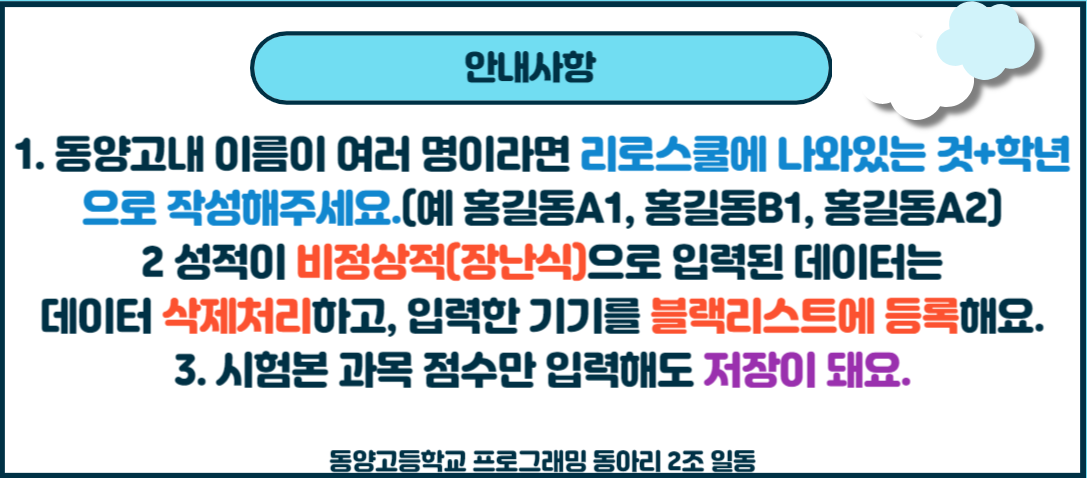 안내사항
1. 동양고내 이름이 여러 명이라면 리로스쿨에 나와있는 것+학년
으로 작성해주세요.(예 홍길동A1, 홍길동B1, 홍길동A2)
2 성적이 비정상적(장난식)으로 입력된 데이터는
데이터 삭제처리하고, 입력한 기기를 블랙리스트에 등록해요.
3. 시험본 과목 점수만 입력해도 저장이 돼요.
동양고등학교 프로그래밍 동아리 2조 일동